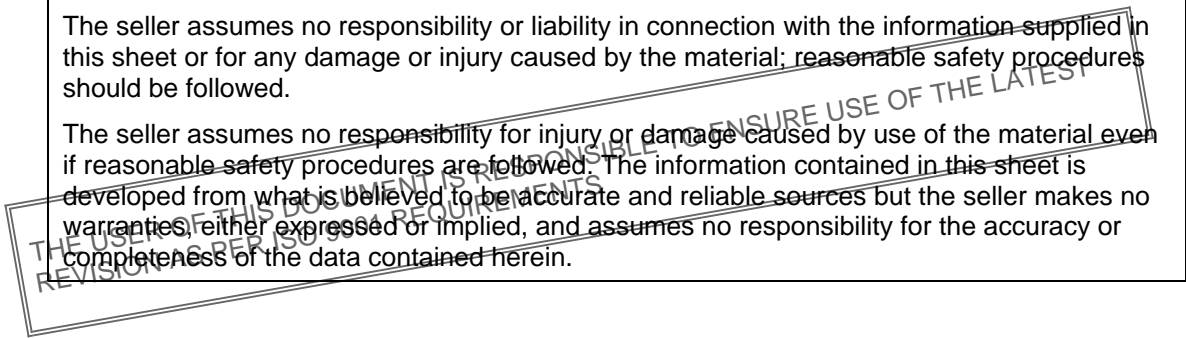 The seller assumes no responsibility or liability in connection with the information supplied in
this sheet or for any damage or injury caused by the material; reasonable safety procedures
should be followed.
The seller assumes no responsibility for injury or damage caused by use of the material even
if reasonable safety procedures are followed. The information contained in this sheet is
developed from what is believed to be accurate and reliable sources but the seller makes no
warranties, either expressed or implied, and assumes no responsibility for the accuracy or
completeness of the data contained herein.
THE USER OF THIS DOCUMENT IS RESPONSIBLE TO ENSURE USE OF THE LATEST
REVISION AS PER ISO 9001 REQUIREMENTS